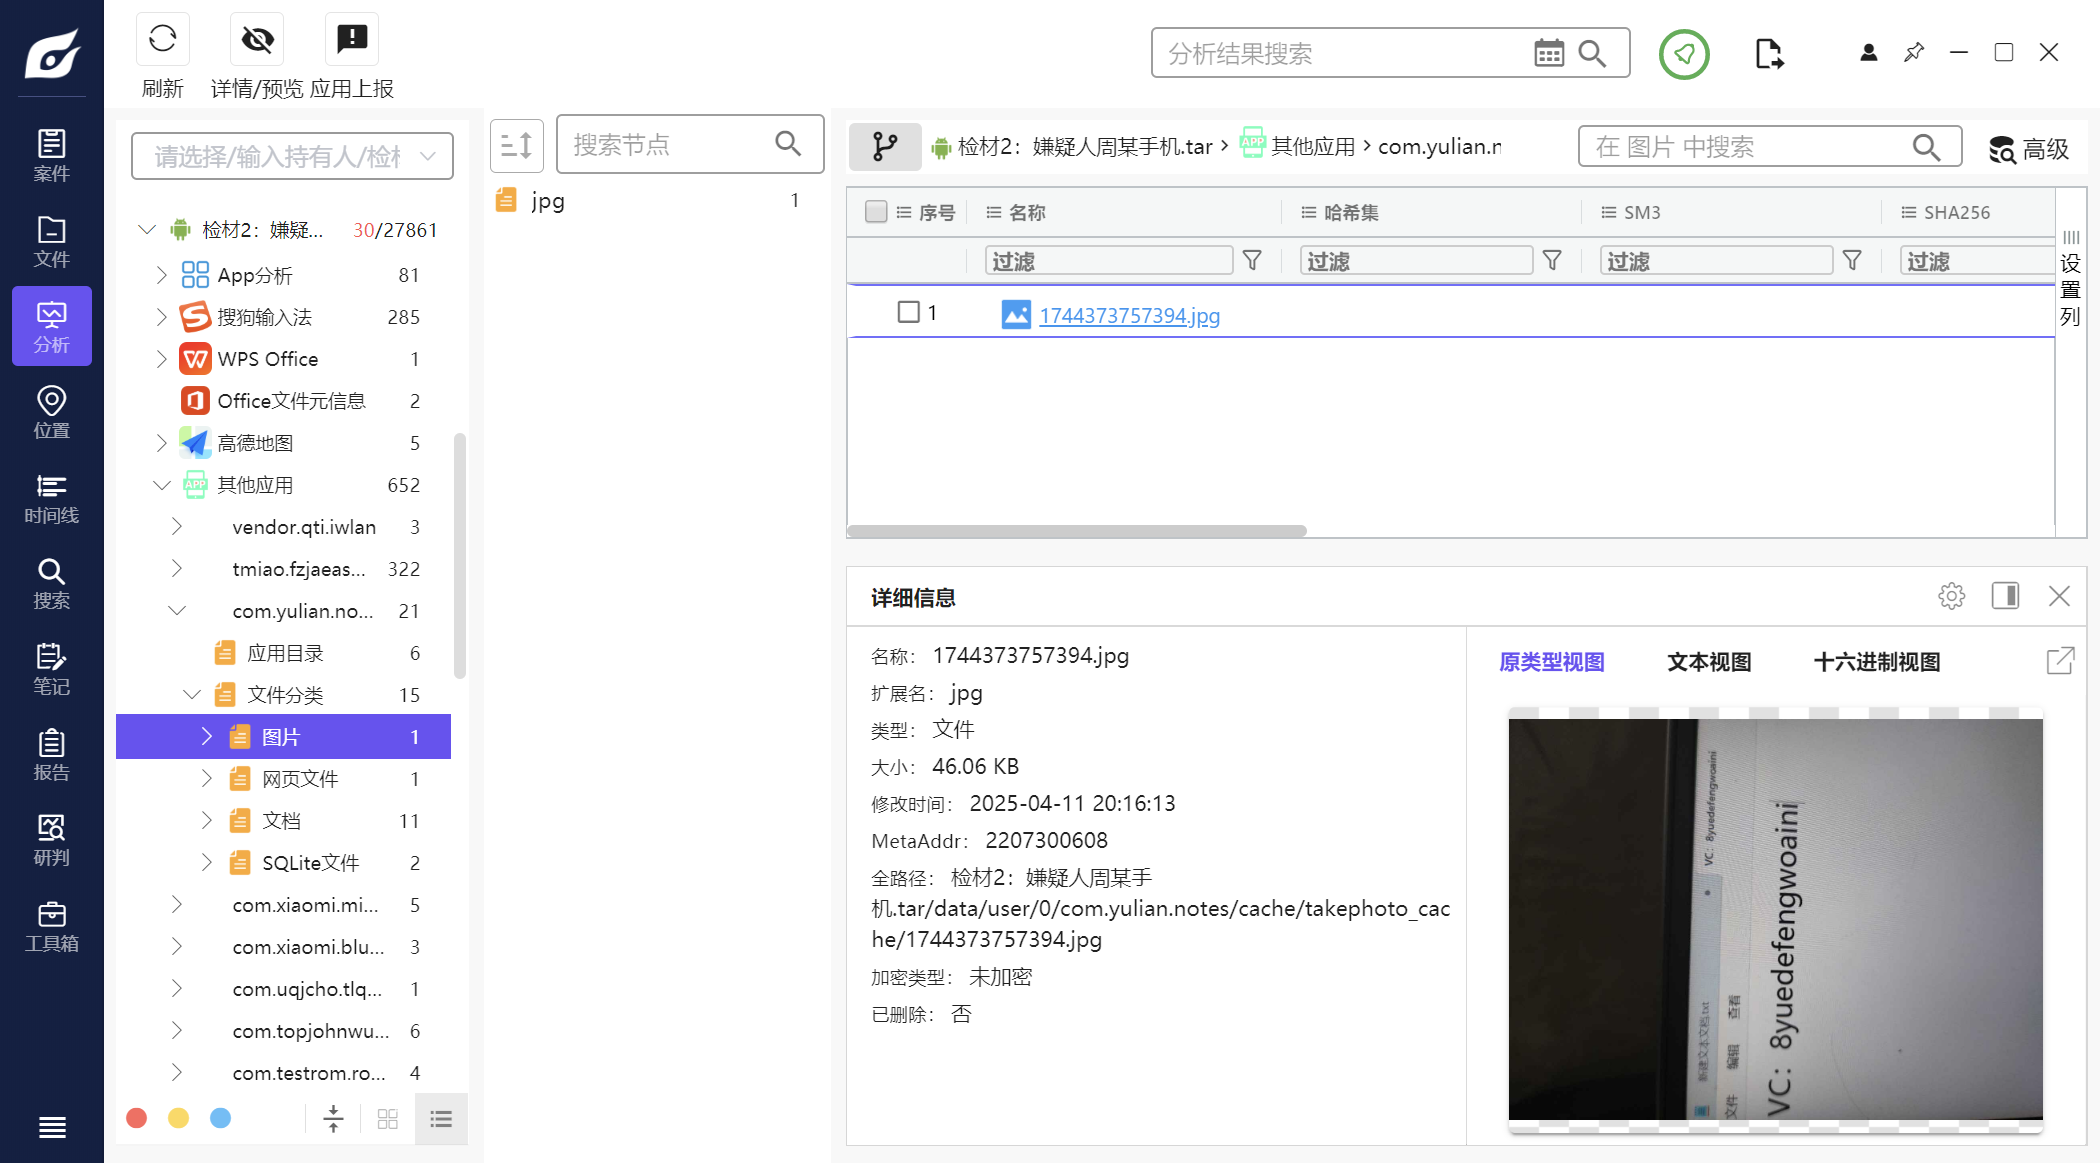 刷新
详情/预览
应用上报
分析结果搜索
案件
文件
分析
位置
时间线
搜索
笔记
报告
研判
工具箱
请选择/输入持有人/检材
检材2：嫌疑... 30/27861
App分析 81
搜狗输入法 285
WPS Office 1
Office文件元信息 2
高德地图 5
其他应用 652
vendor.qti.iwlan 3
tmiao.fzjaeas... 322
com.yulian.no... 21
应用目录 6
文件分类 15
图片 1
网页文件 1
文档 11
SQLite文件 2
com.xiaomi.mi... 5
com.xiaomi.blu... 3
com.uqjcho.tlq... 1
com.topjohnwu... 6
com.testrom.ro... 4
搜索节点
jpg 1
检材2：嫌疑人周某手机.tar › APP 其他应用 › com.yulian.n
在 图片 中搜索
高级
序号 名称 哈希集 SM3 SHA256
过滤 过滤 过滤 过滤
设置列
1 1744373757394.jpg
详细信息
名称： 1744373757394.jpg
扩展名： jpg
类型： 文件
大小： 46.06 KB
修改时间： 2025-04-11 20:16:13
MetaAddr： 2207300608
全路径： 检材2：嫌疑人周某手
机.tar/data/user/0/com.yulian.notes/cache/takephoto_cac
he/1744373757394.jpg
加密类型： 未加密
已删除： 否
原类型视图 文本视图 十六进制视图
新建文本文档.txt
VC：8yuedefengwoaini
文件 编辑 查看
VC：8yuedefengwoaini